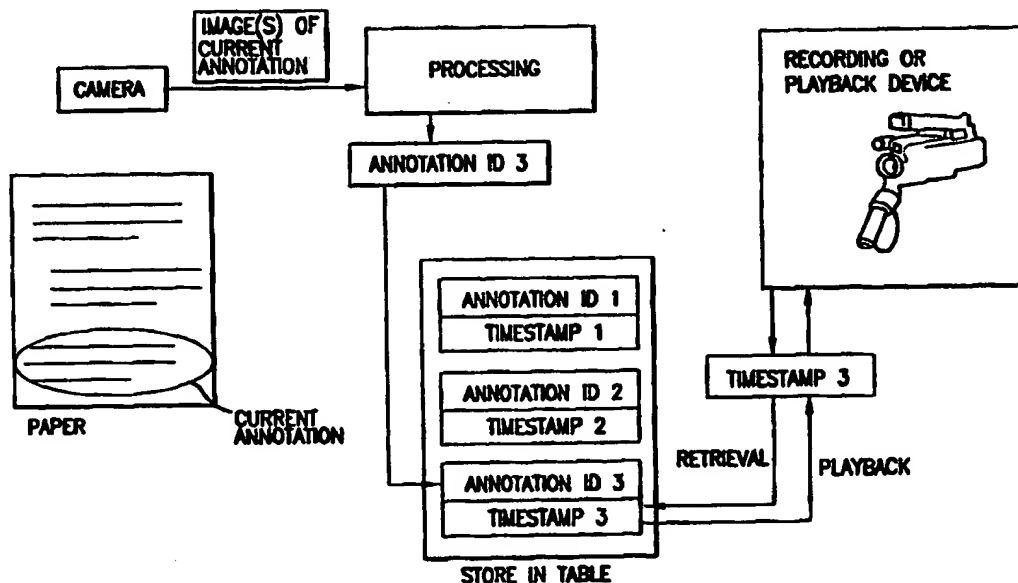 IMAGE(S) OF
CURRENT
ANNOTATION
CAMERA
PROCESSING
RECORDING OR
PLAYBACK DEVICE
ANNOTATION ID 3
ANNOTATION ID 1
TIMESTAMP 1
ANNOTATION ID 2
TIMESTAMP 2
ANNOTATION ID 3
TIMESTAMP 3
TIMESTAMP 3
RETRIEVAL
PLAYBACK
PAPER
CURRENT
ANNOTATION
STORE IN TABLE